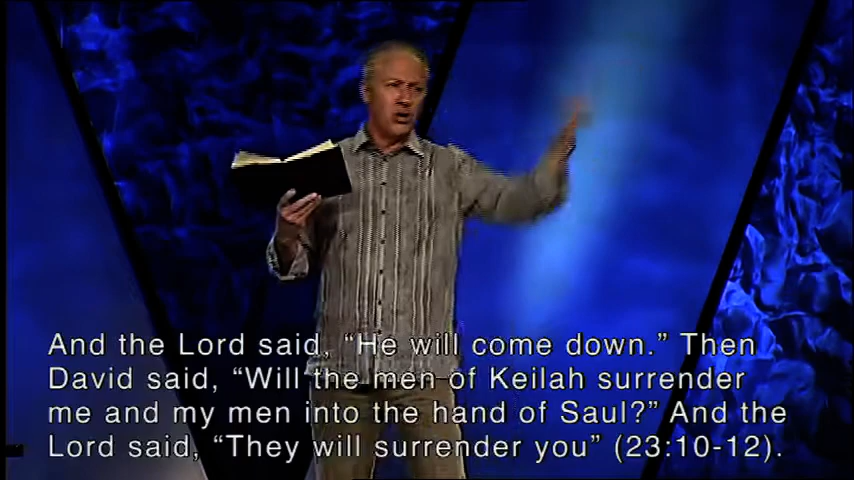 And the Lord said, “He will come down.” Then
David said, “Will the men of Keilah surrender
me and my men into the hand of Saul?” And the
Lord said, “They will surrender you” (23:10-12).